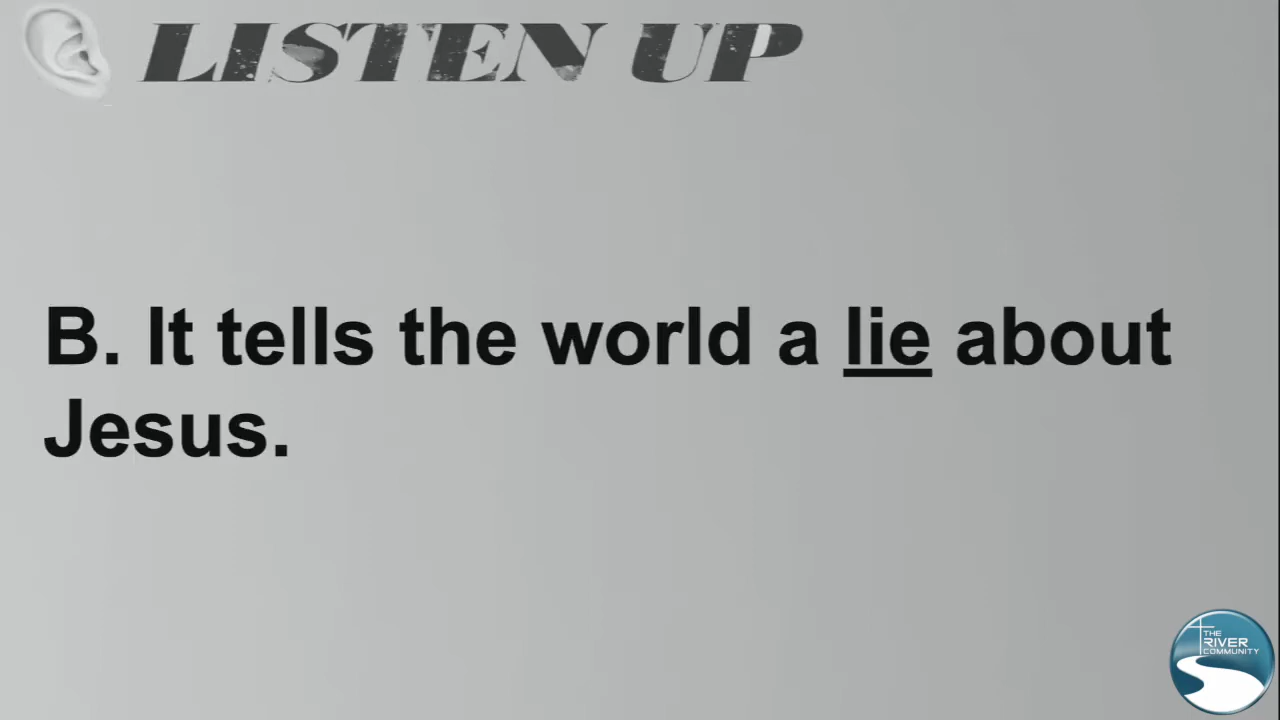 LISTEN UP
B. It tells the world a lie about
Jesus.
THE
RIVER
COMMUNITY